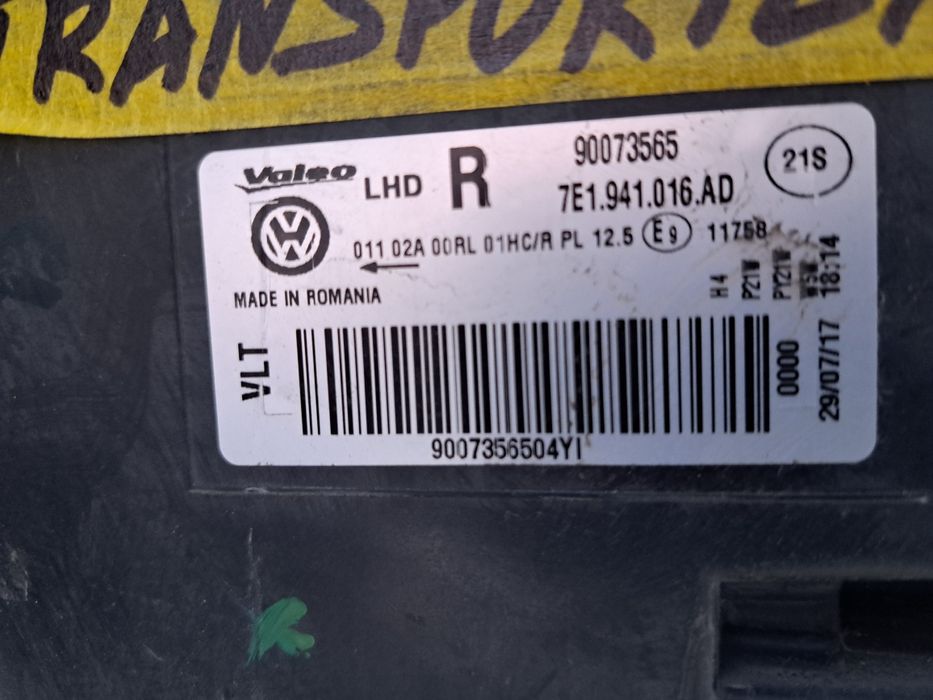 TRANSPORTER
Valeo LHD R 90073565 21S
7E1.941.016.AD
011 02A 00RL 01HC/R PL 12.5 E9 11758
MADE IN ROMANIA
H4
P21W
PY21W
W5W
VLT
0000
29/07/17 18:14
9007356504YI